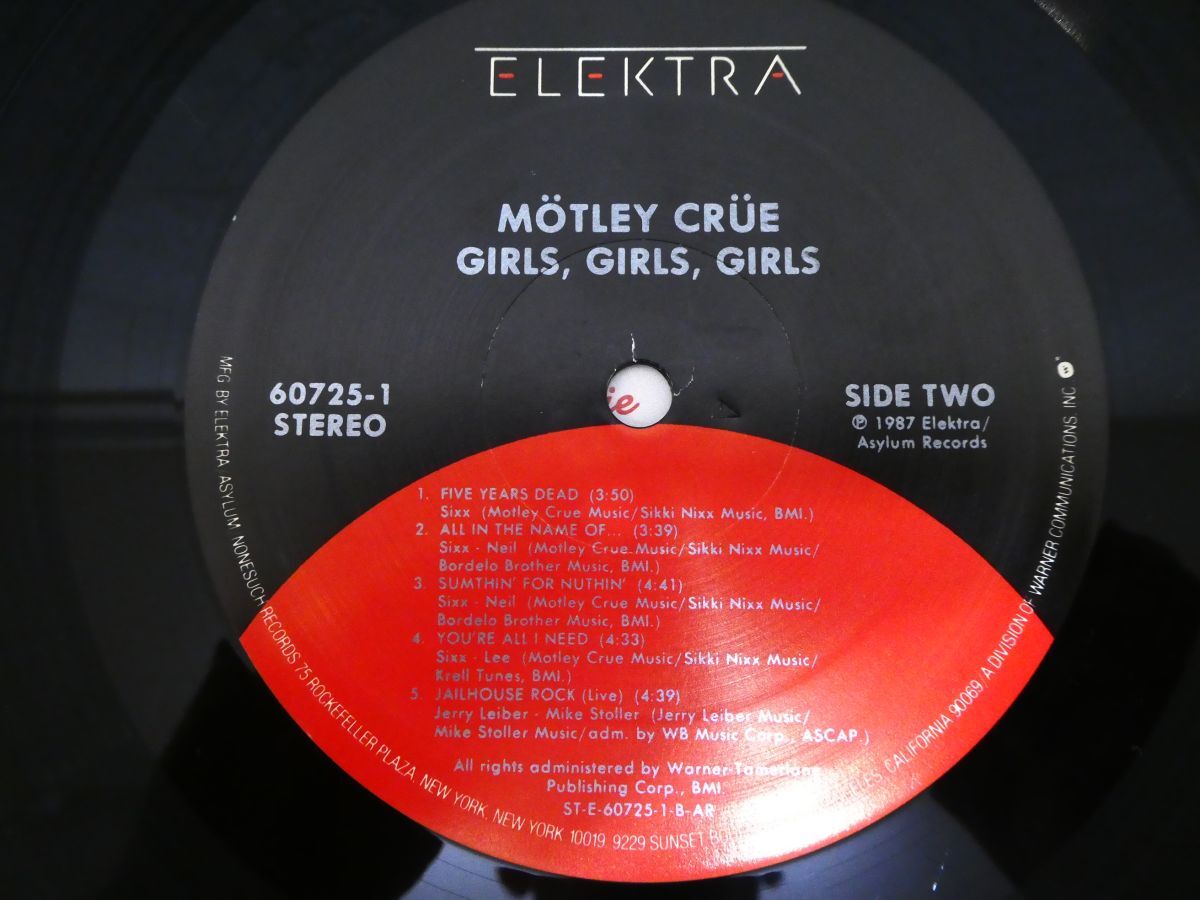 ELEKTRA
MÖTLEY CRÜE
GIRLS, GIRLS, GIRLS
60725-1
STEREO
SIDE TWO
℗ 1987 Elektra/
Asylum Records
ie
1. FIVE YEARS DEAD (3:50)
Sixx (Motley Crue Music/Sikki Nixx Music, BMI.)
2. ALL IN THE NAME OF... (3:39)
Sixx - Neil (Motley Crue Music/Sikki Nixx Music/
Bordelo Brother Music, BMI.)
3. SUMTHIN' FOR NUTHIN' (4:41)
Sixx - Neil (Motley Crue Music/Sikki Nixx Music/
Bordelo Brother Music, BMI.)
4. YOU'RE ALL I NEED (4:33)
Sixx - Lee (Motley Crue Music/Sikki Nixx Music/
Krell Tunes, BMI.)
5. JAILHOUSE ROCK (Live) (4:39)
Jerry Leiber - Mike Stoller (Jerry Leiber Music/
Mike Stoller Music/adm. by WB Music Corp., ASCAP.)
All rights administered by Warner-Tamerlane
Publishing Corp., BMI.
ST-E-60725-1-B-AR
MFG BY ELEKTRA ASYLUM NONESUCH RECORDS 75 ROCKEFELLER PLAZA, NEW YORK, NEW YORK 10019 9229 SUNSET CALIFORNIA 90069, A DIVISION OF WARNER COMMUNICATIONS INC